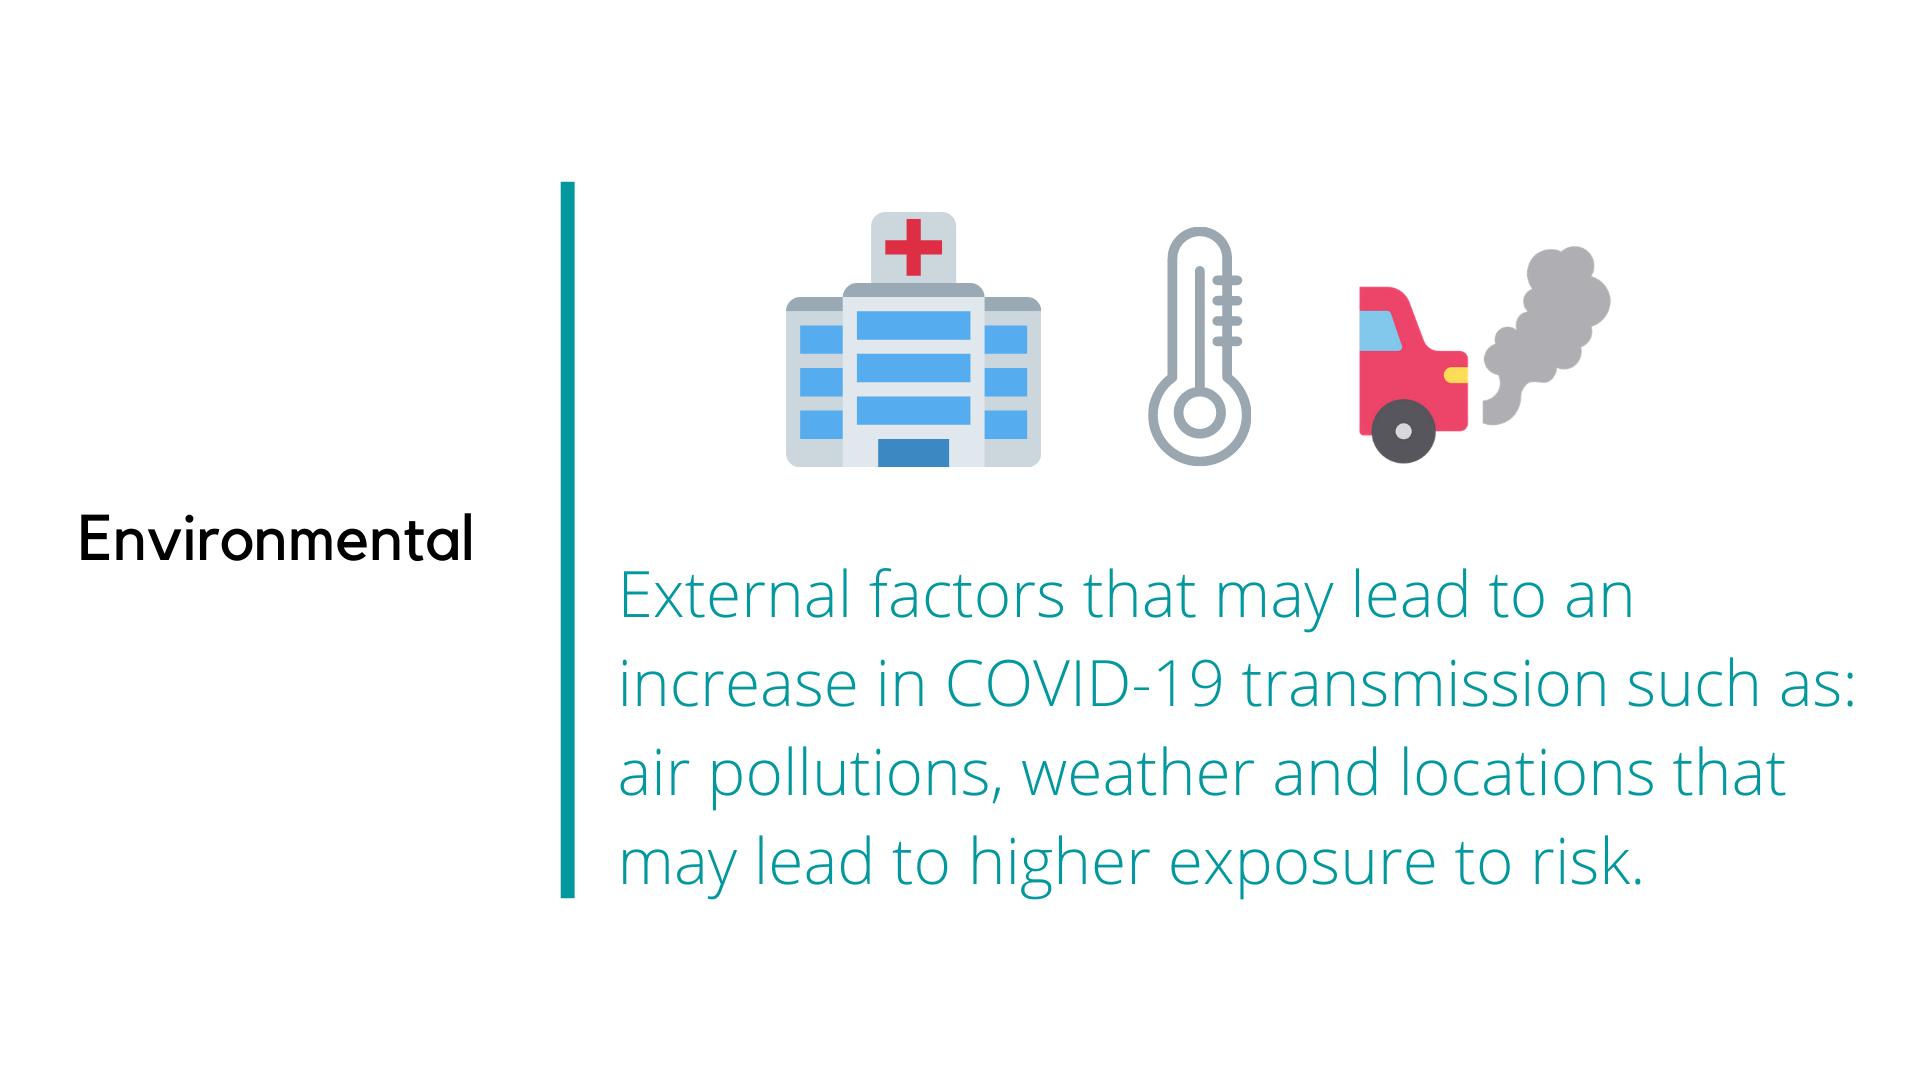 Environmental
External factors that may lead to an
increase in COVID-19 transmission such as:
air pollutions, weather and locations that
may lead to higher exposure to risk.